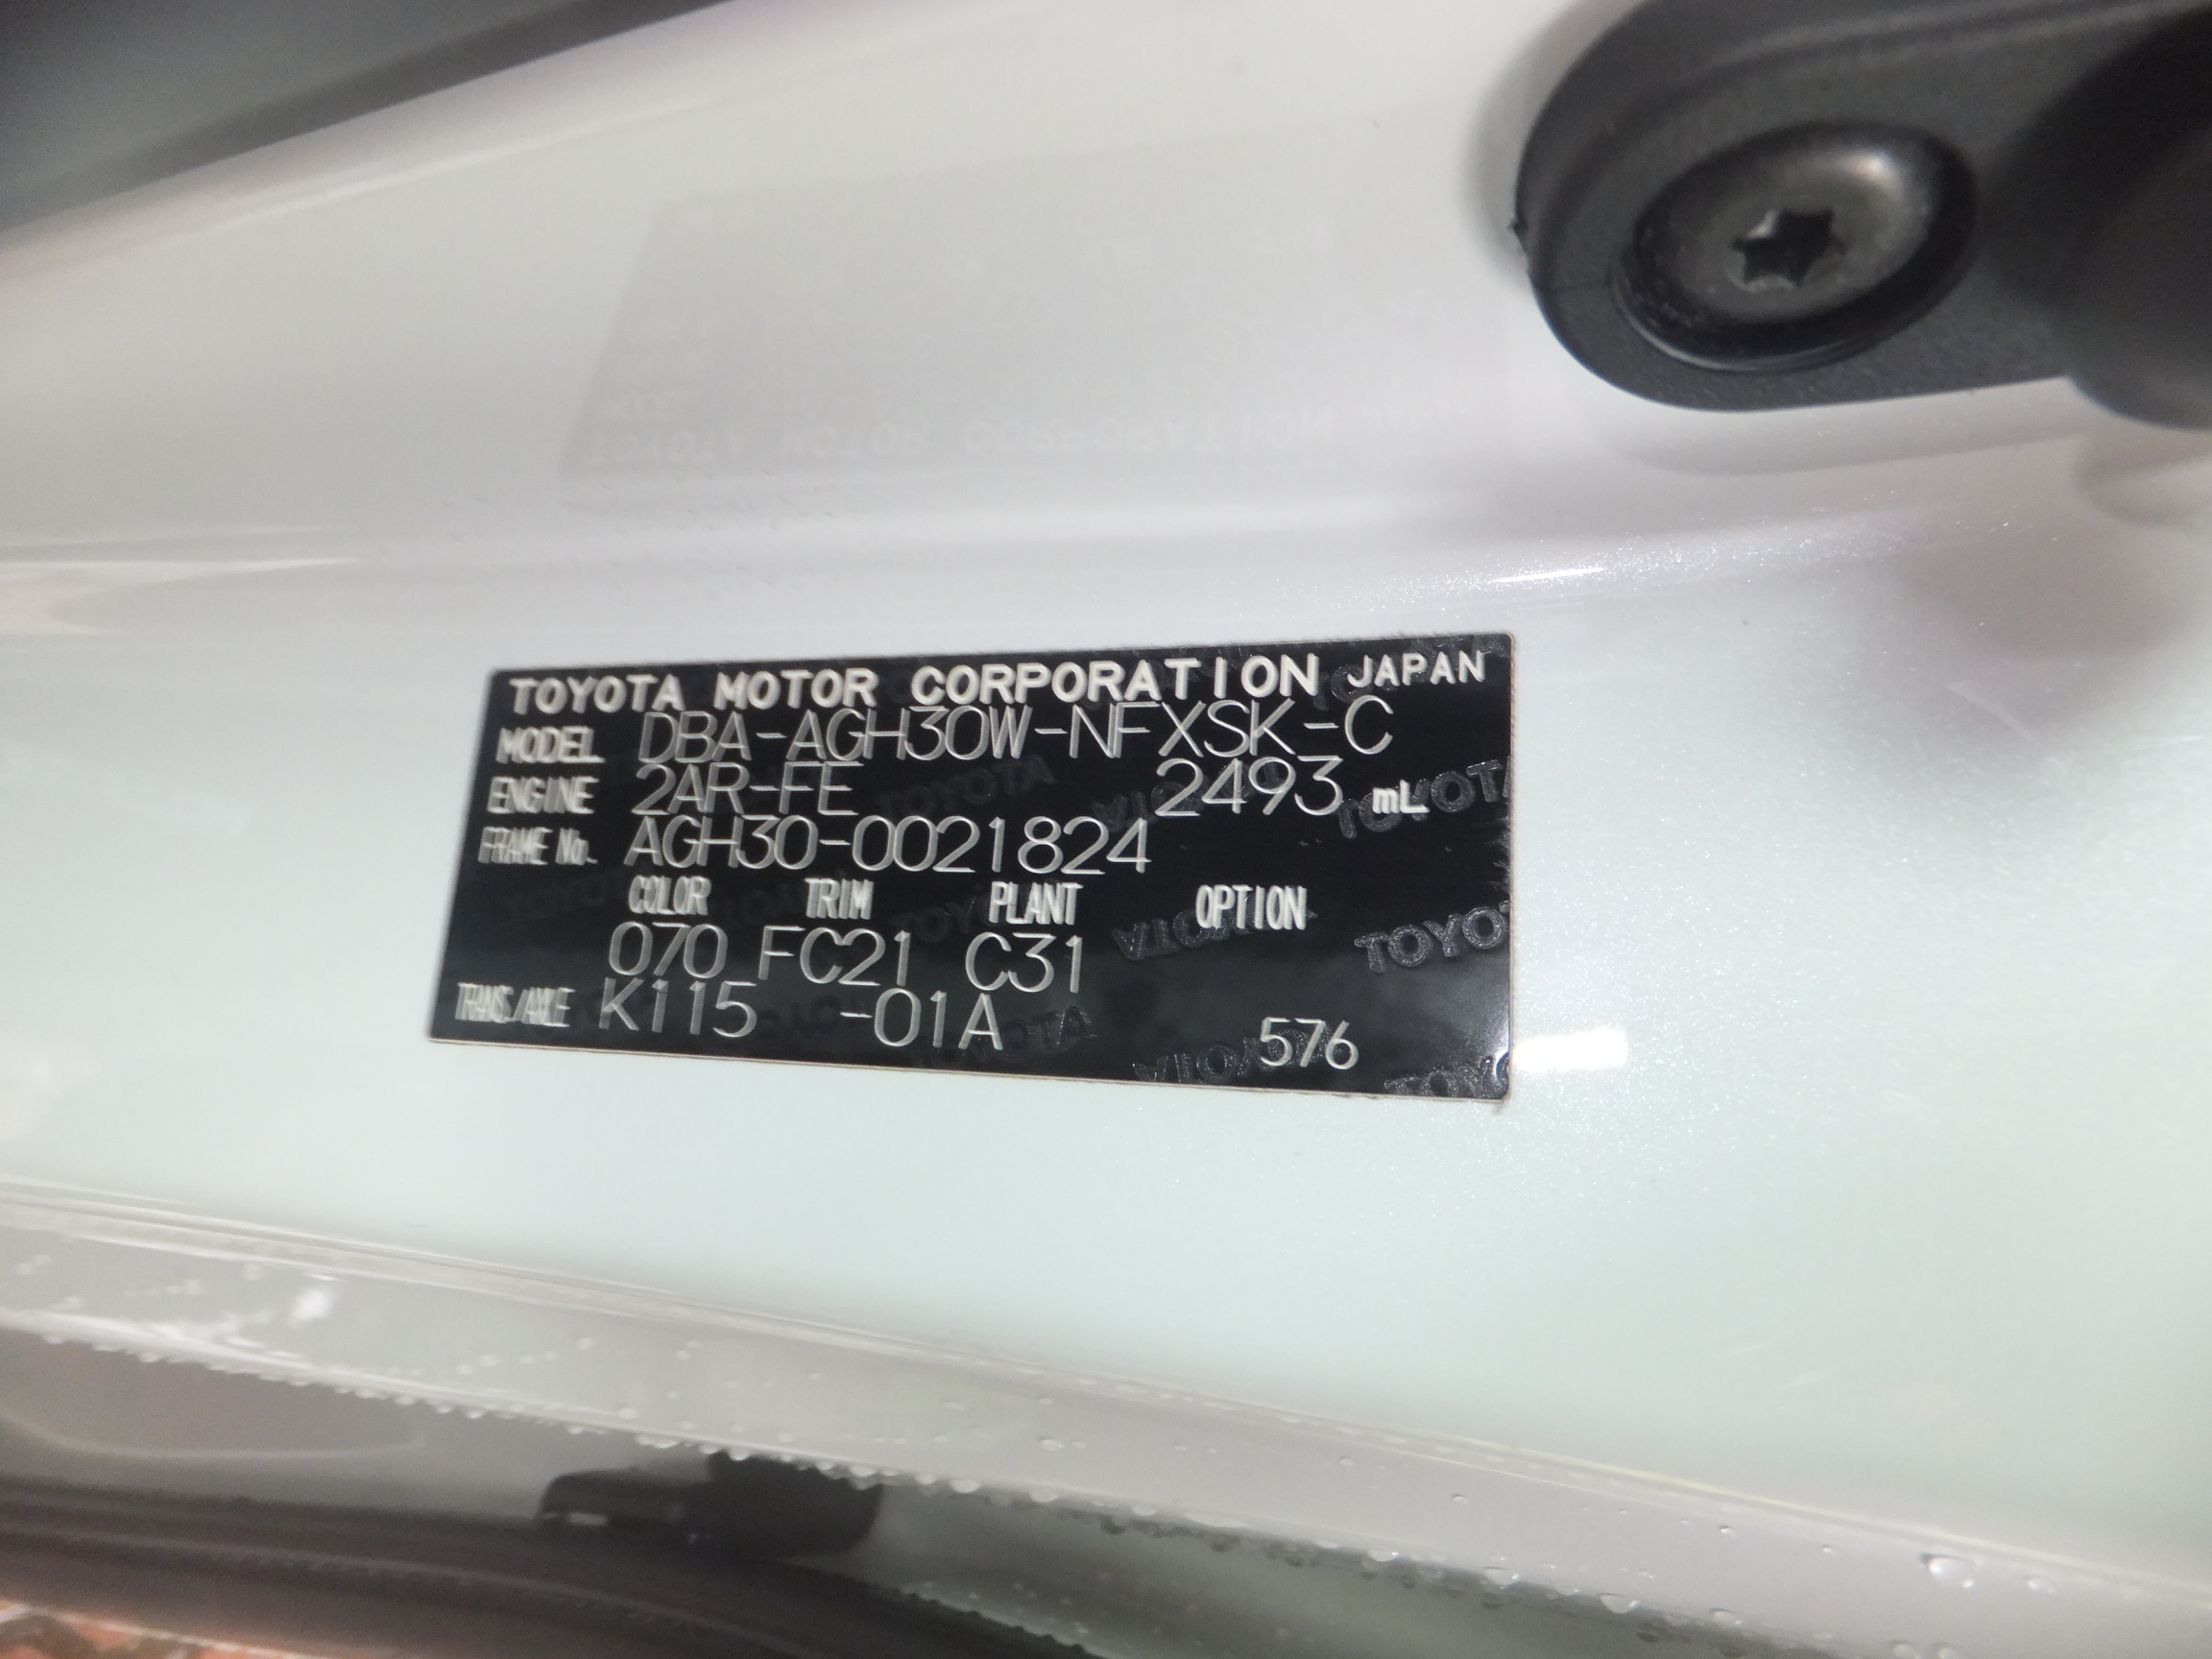 TOYOTA MOTOR CORPORATION JAPAN
MODEL DBA-AGH30W-NFXSK-C
ENGINE 2AR-FE 2493 mL
FRAME No. AGH30-0021824
COLOR TRIM PLANT OPTION
070 FC21 C31
TRANS/AXLE K115 -01A 576